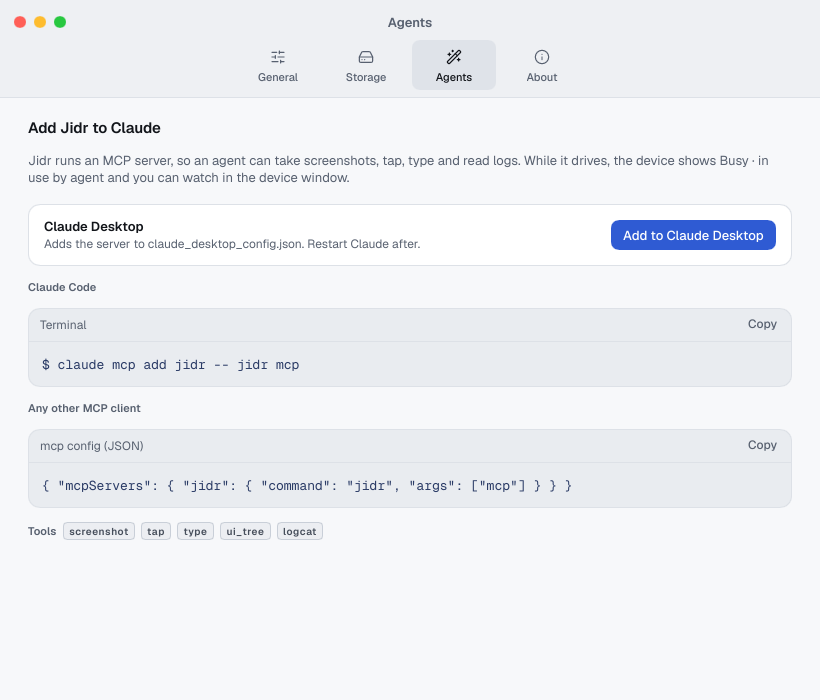 Agents
General
Storage
Agents
About
Add Jidr to Claude
Jidr runs an MCP server, so an agent can take screenshots, tap, type and read logs. While it drives, the device shows Busy · in
use by agent and you can watch in the device window.
Claude Desktop
Adds the server to claude_desktop_config.json. Restart Claude after.
Add to Claude Desktop
Claude Code
Terminal
Copy
$ claude mcp add jidr -- jidr mcp
Any other MCP client
mcp config (JSON)
Copy
{ "mcpServers": { "jidr": { "command": "jidr", "args": ["mcp"] } } }
Tools screenshot tap type ui_tree logcat